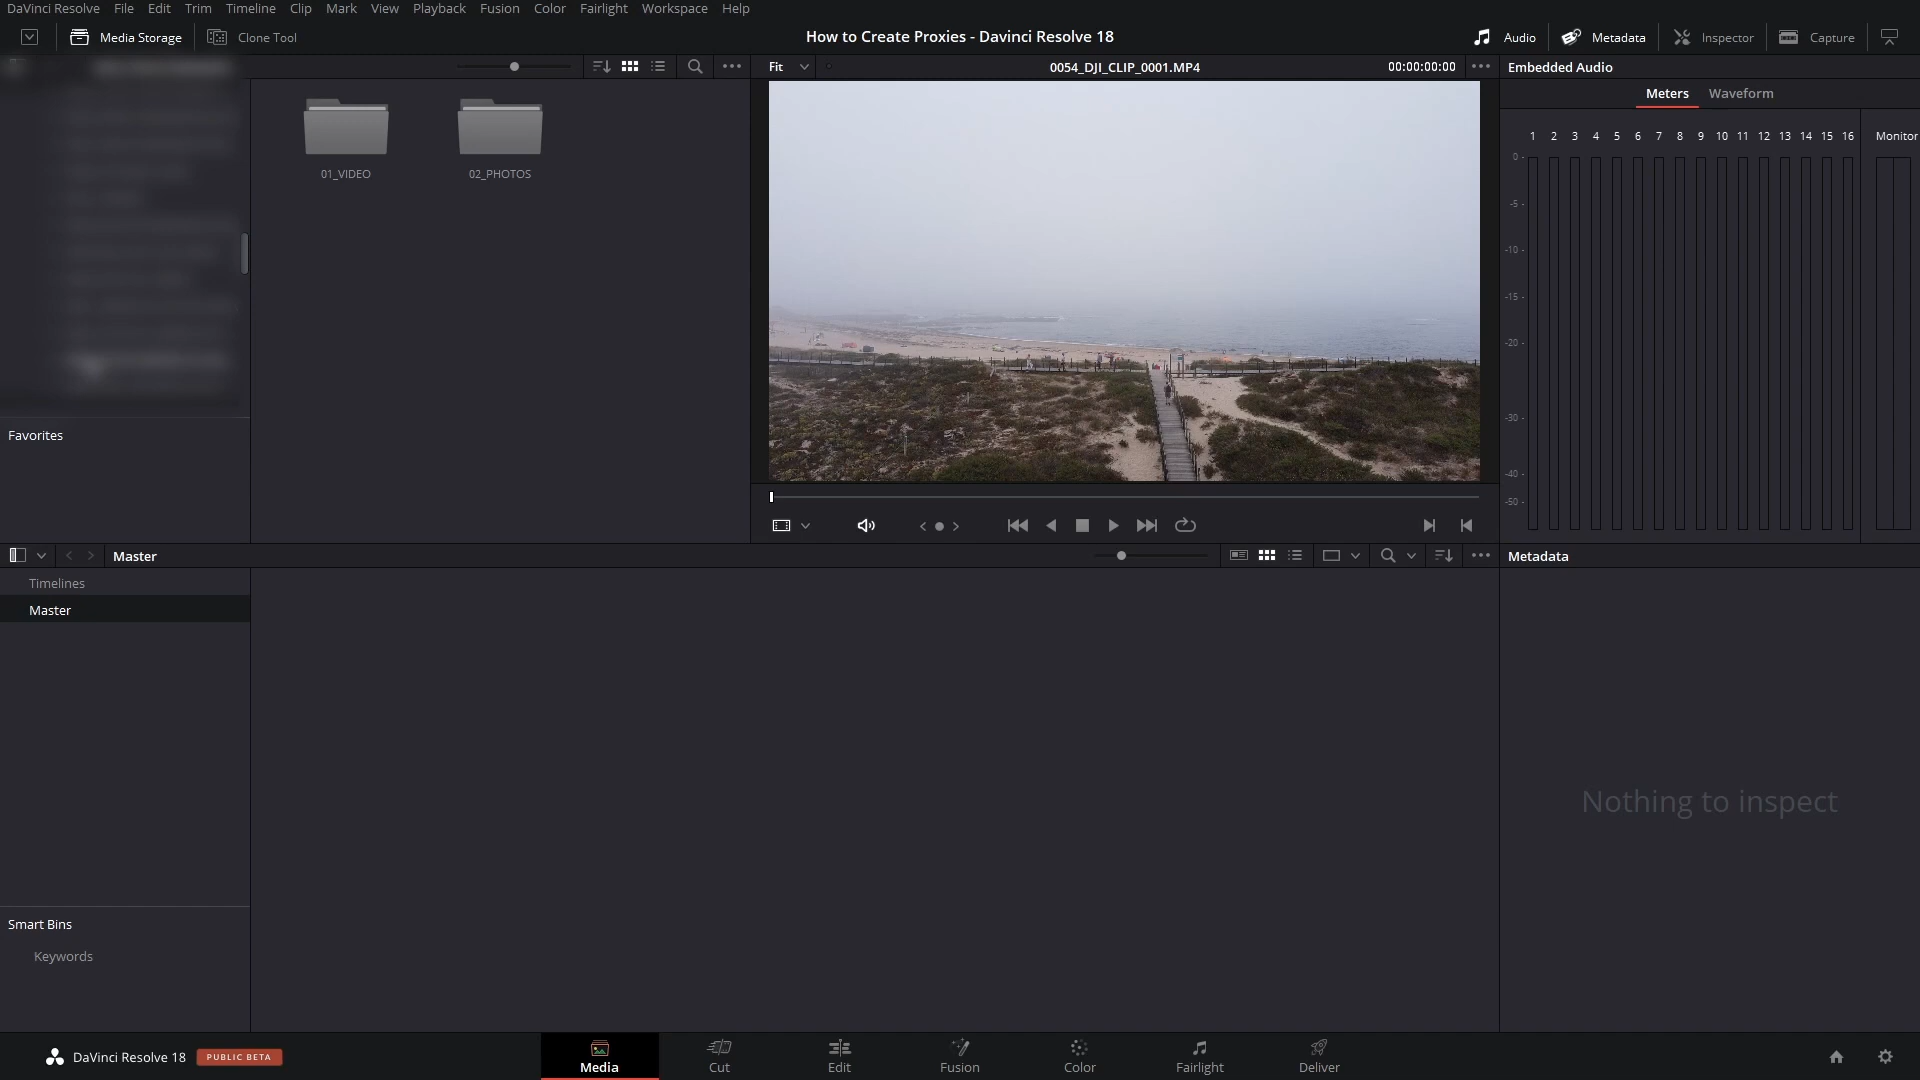 DaVinci Resolve File Edit Trim Timeline Clip Mark View Playback Fusion Color Fairlight Workspace Help
Media Storage Clone Tool How to Create Proxies - Davinci Resolve 18 Audio Metadata Inspector Capture
Fit 0054_DJI_CLIP_0001.MP4 00:00:00:00 Embedded Audio
Meters Waveform
1 2 3 4 5 6 7 8 9 10 11 12 13 14 15 16 Monitor
0 -
-5 -
-10 -
-15 -
-20 -
-30 -
-40 -
-50 -
01_VIDEO 02_PHOTOS
Favorites
Master Metadata
Timelines
Master
Nothing to inspect
Smart Bins
Keywords
DaVinci Resolve 18 PUBLIC BETA Media Cut Edit Fusion Color Fairlight Deliver